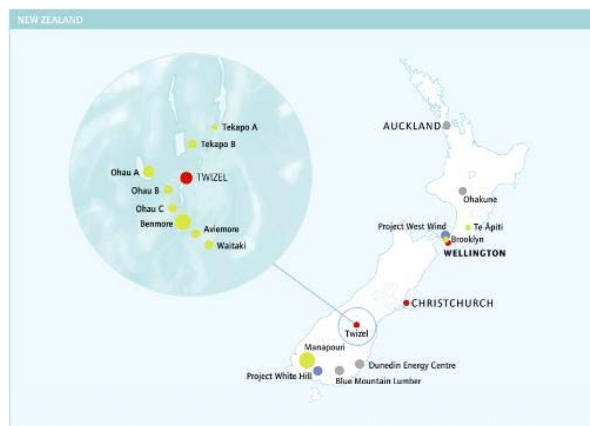 NEW ZEALAND
Tekapo A
Tekapo B
Ohau A
TWIZEL
Ohau B
Ohau C
Benmore
Aviemore
Waitaki
AUCKLAND
Ohakune
Project West Wind
Te Āpiti
Brooklyn
WELLINGTON
CHRISTCHURCH
Twizel
Manapouri
Dunedin Energy Centre
Project White Hill
Blue Mountain Lumber